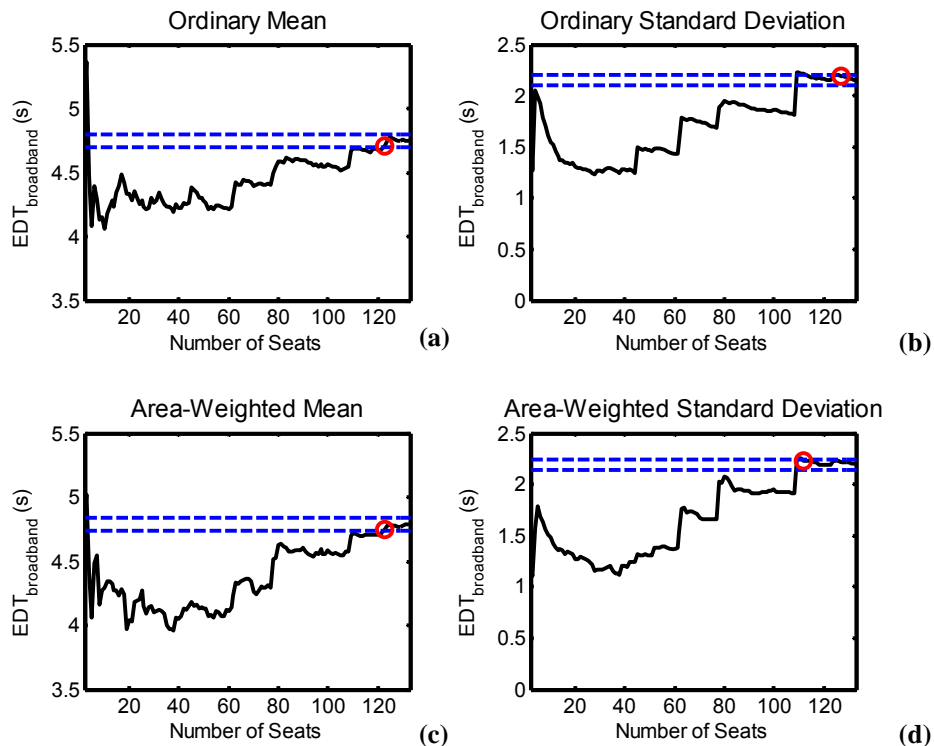 Ordinary Mean
5.5
5
4.5
4
3.5
EDTbroadband (s)
20 40 60 80 100 120
Number of Seats
(a)
Ordinary Standard Deviation
2.5
2
1.5
1
0.5
0
EDTbroadband (s)
20 40 60 80 100 120
Number of Seats
(b)
Area-Weighted Mean
5.5
5
4.5
4
3.5
EDTbroadband (s)
20 40 60 80 100 120
Number of Seats
(c)
Area-Weighted Standard Deviation
2.5
2
1.5
1
0.5
0
EDTbroadband (s)
20 40 60 80 100 120
Number of Seats
(d)